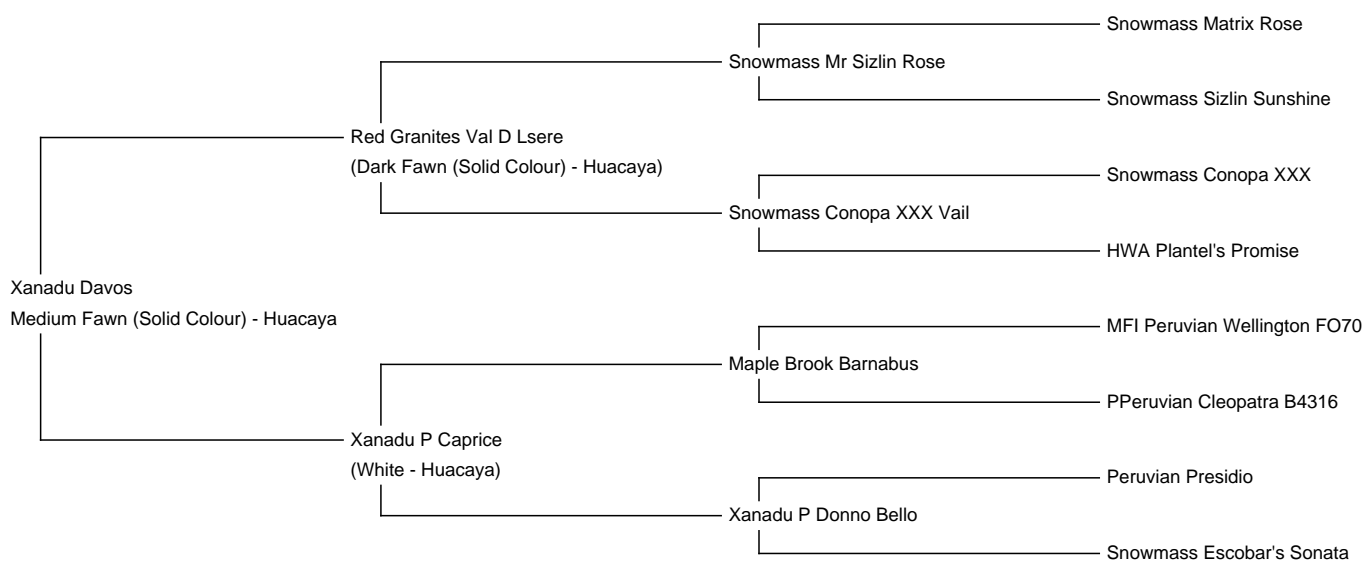 Snowmass Matrix Rose
Snowmass Mr Sizlin Rose
Snowmass Sizlin Sunshine
Red Granites Val D Lsere
(Dark Fawn (Solid Colour) - Huacaya)
Snowmass Conopa XXX
Snowmass Conopa XXX Vail
HWA Plantel's Promise
Xanadu Davos
Medium Fawn (Solid Colour) - Huacaya
MFI Peruvian Wellington FO70
Maple Brook Barnabus
PPeruvian Cleopatra B4316
Xanadu P Caprice
(White - Huacaya)
Peruvian Presidio
Xanadu P Donno Bello
Snowmass Escobar's Sonata